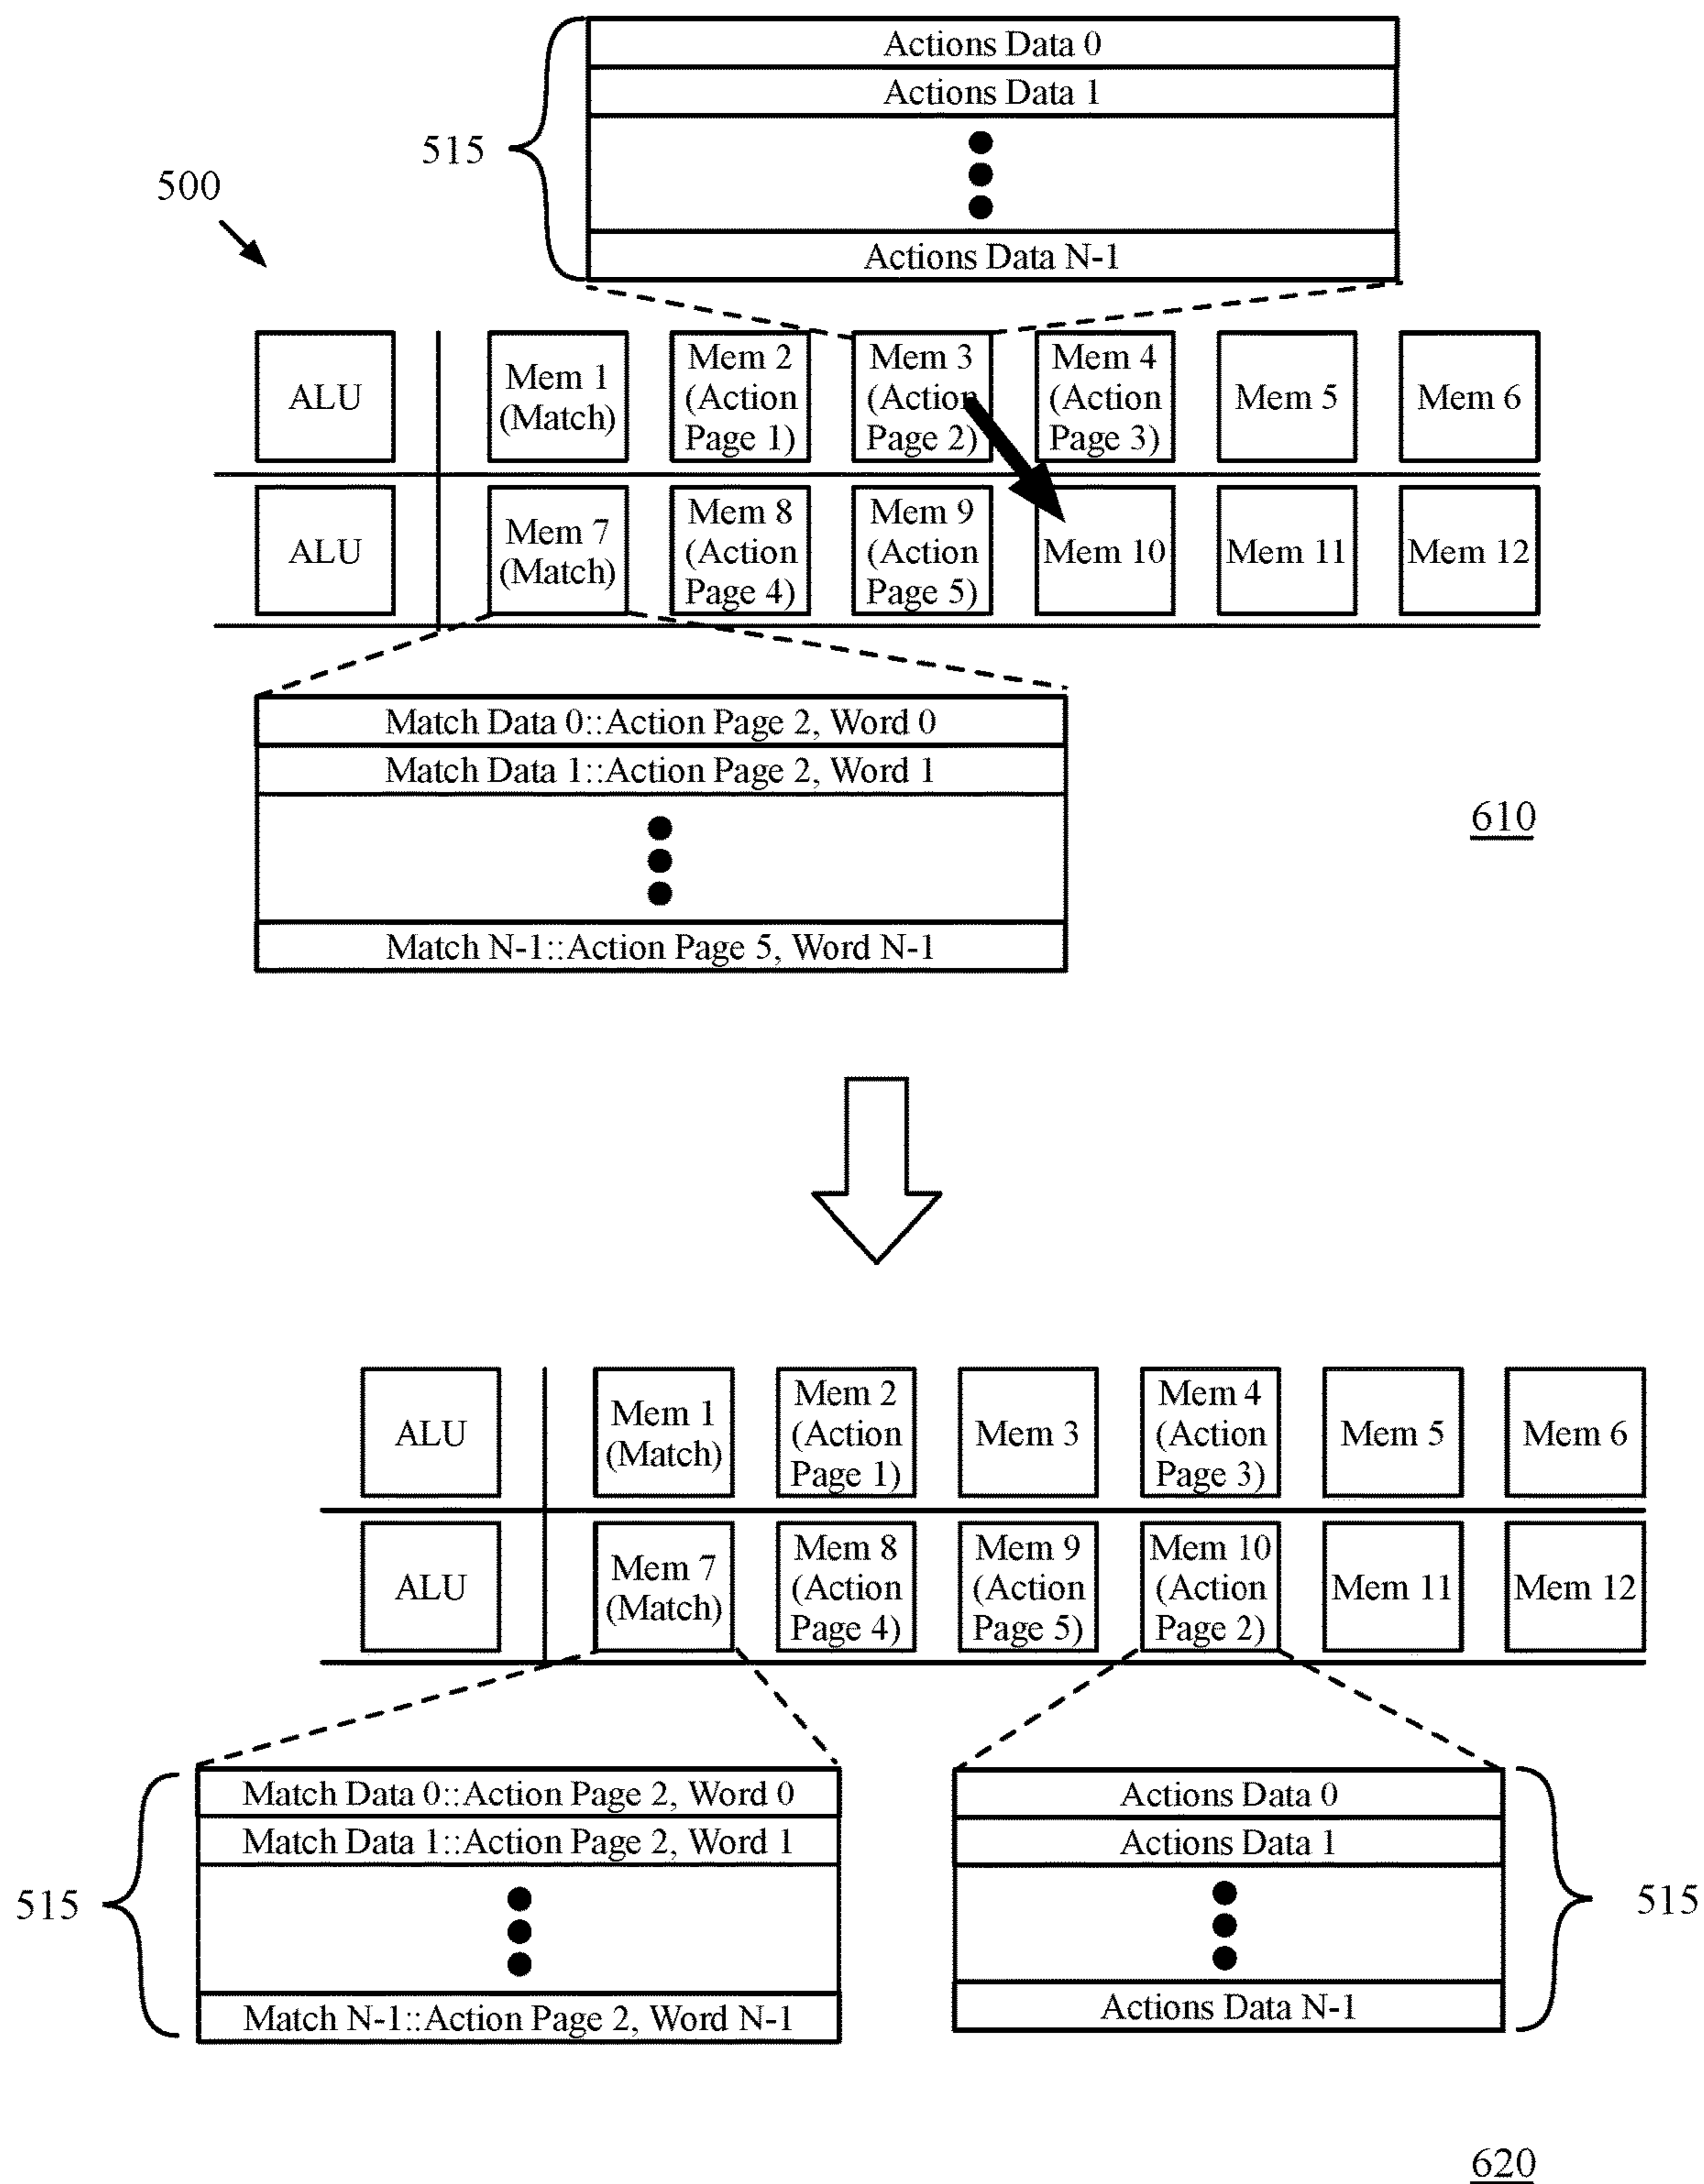 Actions Data 0
Actions Data 1
515
500
Actions Data N-1
ALU
Mem 1
(Match)
Mem 2
(Action
Page 1)
Mem 3
(Action
Page 2)
Mem 4
(Action
Page 3)
Mem 5
Mem 6
ALU
Mem 7
(Match)
Mem 8
(Action
Page 4)
Mem 9
(Action
Page 5)
Mem 10
Mem 11
Mem 12
Match Data 0::Action Page 2, Word 0
Match Data 1::Action Page 2, Word 1
610
Match N-1::Action Page 5, Word N-1
ALU
Mem 1
(Match)
Mem 2
(Action
Page 1)
Mem 3
Mem 4
(Action
Page 3)
Mem 5
Mem 6
ALU
Mem 7
(Match)
Mem 8
(Action
Page 4)
Mem 9
(Action
Page 5)
Mem 10
(Action
Page 2)
Mem 11
Mem 12
Match Data 0::Action Page 2, Word 0
Match Data 1::Action Page 2, Word 1
515
Match N-1::Action Page 2, Word N-1
Actions Data 0
Actions Data 1
515
Actions Data N-1
620